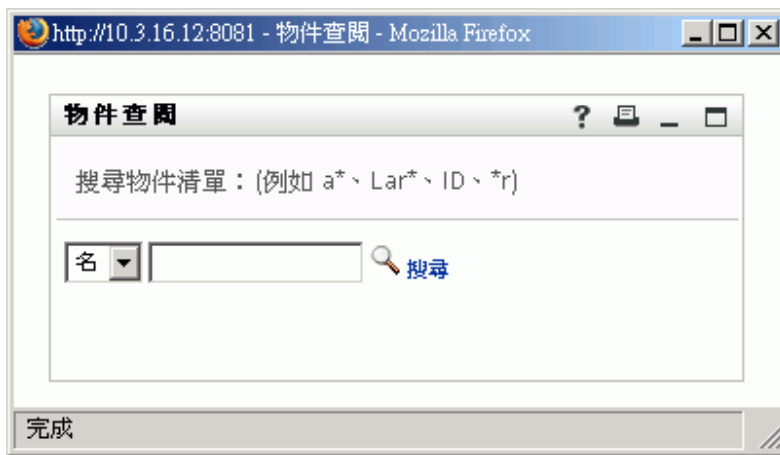 http://10.3.16.12:8081 - 物件查閱 - Mozilla Firefox
物件查閱 ?
搜尋物件清單：(例如 a*、Lar*、ID、*r)
名 搜尋
完成